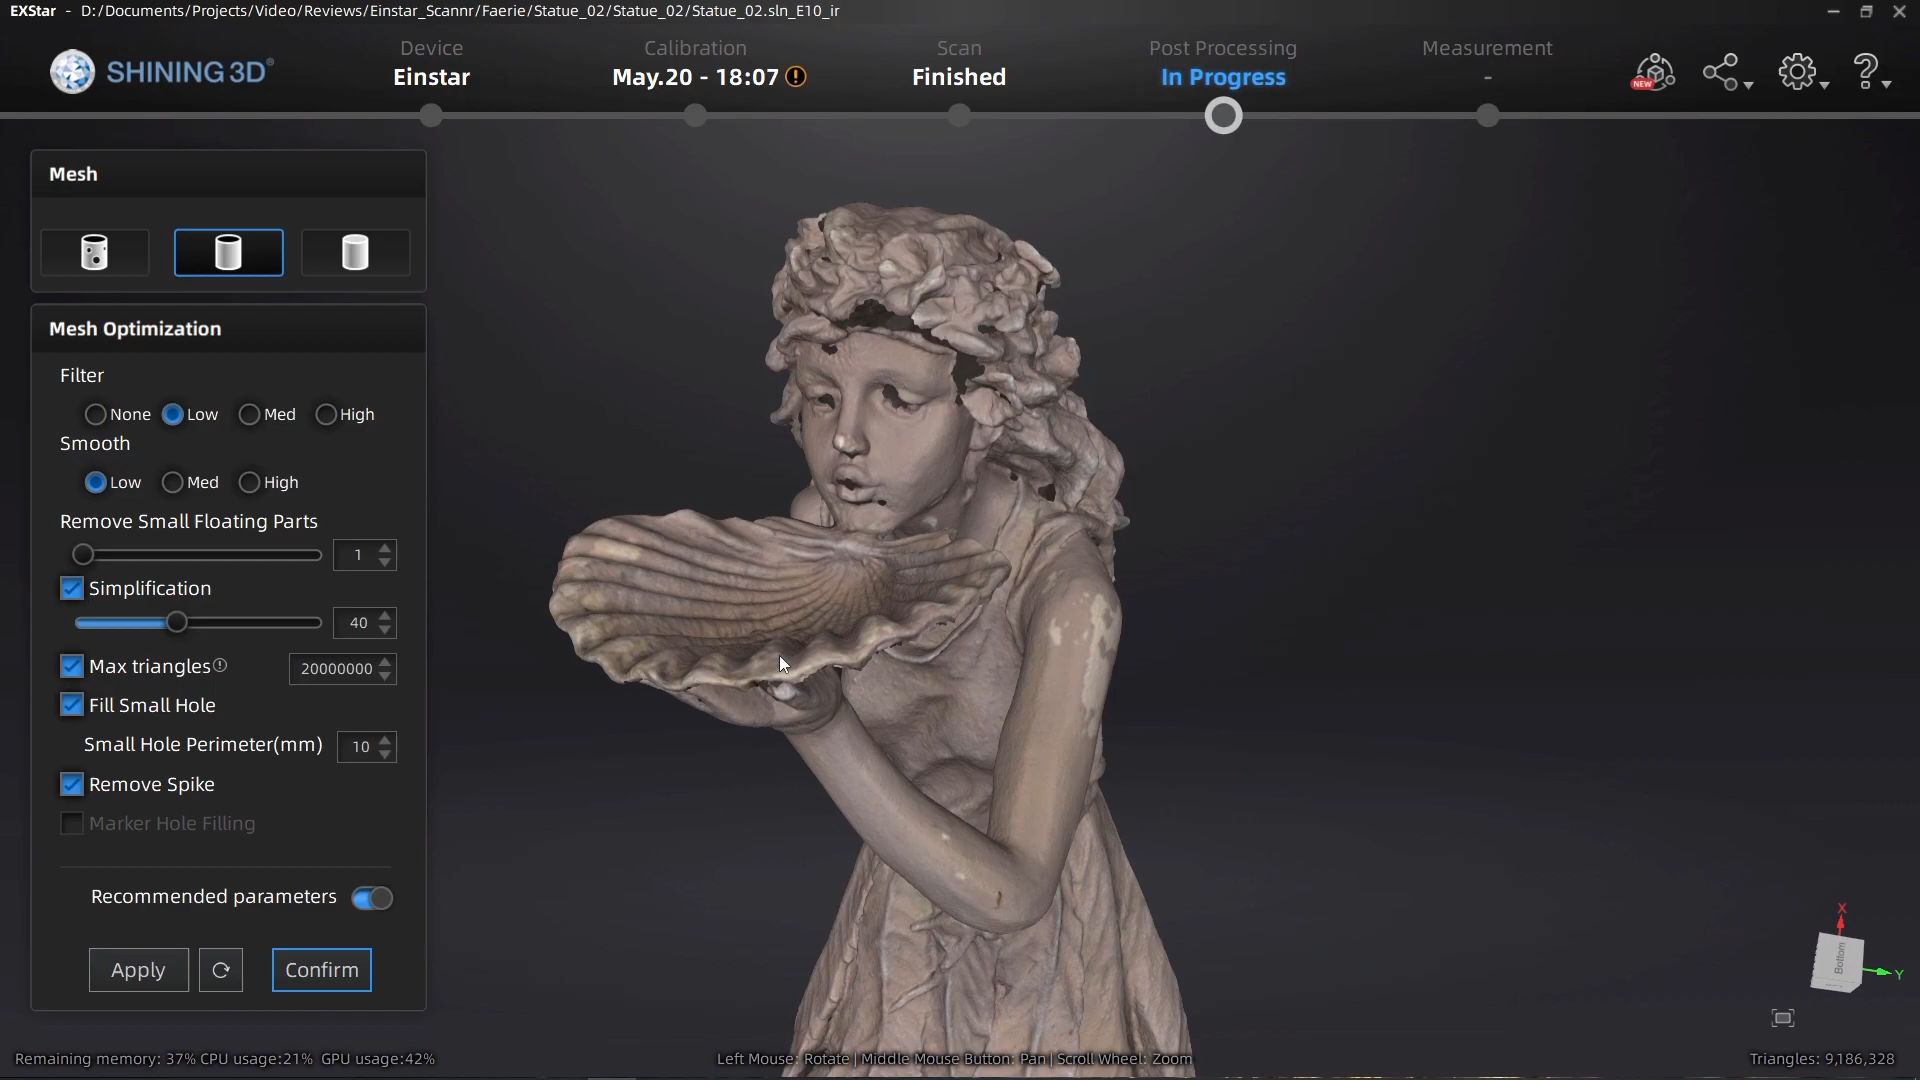 EXStar - D:/Documents/Projects/Video/Reviews/Einstar_Scannr/Faerie/Statue_02/Statue_02/Statue_02.sln_E10_ir
SHINING 3D®
Device
Einstar
Calibration
May.20 - 18:07
Scan
Finished
Post Processing
In Progress
Measurement
-
NEW
Mesh
Mesh Optimization
Filter
None Low Med High
Smooth
Low Med High
Remove Small Floating Parts
1
Simplification
40
Max triangles 20000000
Fill Small Hole
Small Hole Perimeter(mm) 10
Remove Spike
Marker Hole Filling
Recommended parameters
Apply Confirm
X
Bottom
Y
Remaining memory: 37% CPU usage:21% GPU usage:42%
Left Mouse: Rotate | Middle Mouse Button: Pan | Scroll Wheel: Zoom
Triangles: 9,186,328